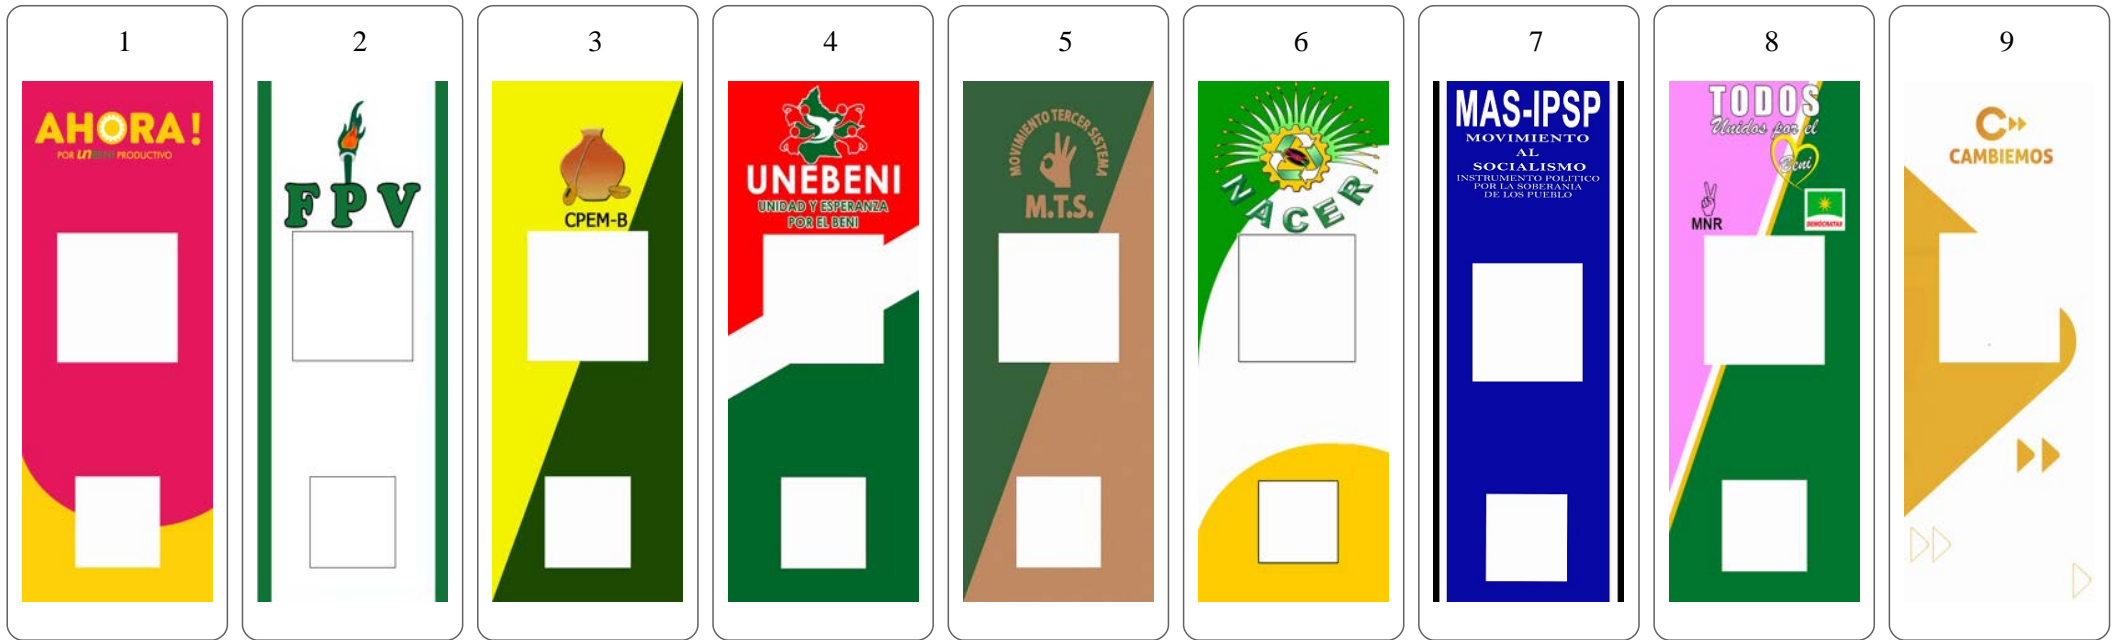 1
AHORA!
POR UNBENI PRODUCTIVO
2
FPV
3
CPEM-B
4
UNEBENI
UNIDAD Y ESPERANZA
POR EL BENI
5
MOVIMIENTO TERCER SISTEMA
M.T.S.
6
NACER
7
MAS-IPSP
MOVIMIENTO
AL
SOCIALISMO
INSTRUMENTO POLITICO
POR LA SOBERANIA
DE LOS PUEBLO
8
TODOS
Unidos por el
Beni
MNR
DEMÓCRATAS
9
C
CAMBIEMOS